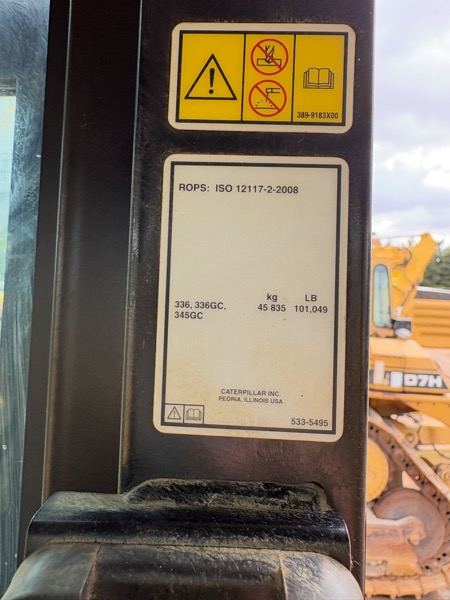 389-9183X00
ROPS: ISO 12117-2-2008
kg LB
336, 336GC, 45 835 101,049
345GC
CATERPILLAR INC.
PEORIA, ILLINOIS USA
533-5495
D7H